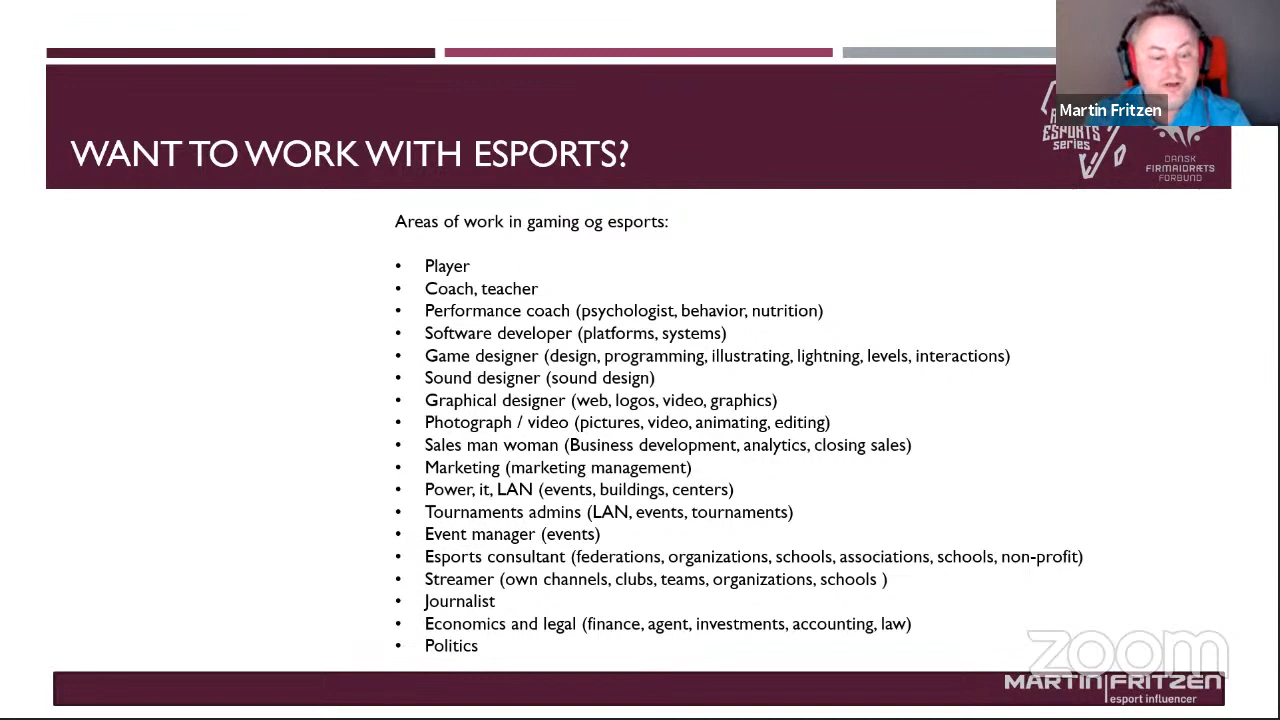 Martin Fritzen
WANT TO WORK WITH ESPORTS?
ESPORTS
series
DANSK
FIRMAIDRÆTS
FORBUND
Areas of work in gaming og esports:
• Player
• Coach, teacher
• Performance coach (psychologist, behavior, nutrition)
• Software developer (platforms, systems)
• Game designer (design, programming, illustrating, lightning, levels, interactions)
• Sound designer (sound design)
• Graphical designer (web, logos, video, graphics)
• Photograph / video (pictures, video, animating, editing)
• Sales man woman (Business development, analytics, closing sales)
• Marketing (marketing management)
• Power, it, LAN (events, buildings, centers)
• Tournaments admins (LAN, events, tournaments)
• Event manager (events)
• Esports consultant (federations, organizations, schools, associations, schools, non-profit)
• Streamer (own channels, clubs, teams, organizations, schools )
• Journalist
• Economics and legal (finance, agent, investments, accounting, law)
• Politics
zoom
MARTIN FRITZEN
esport influencer